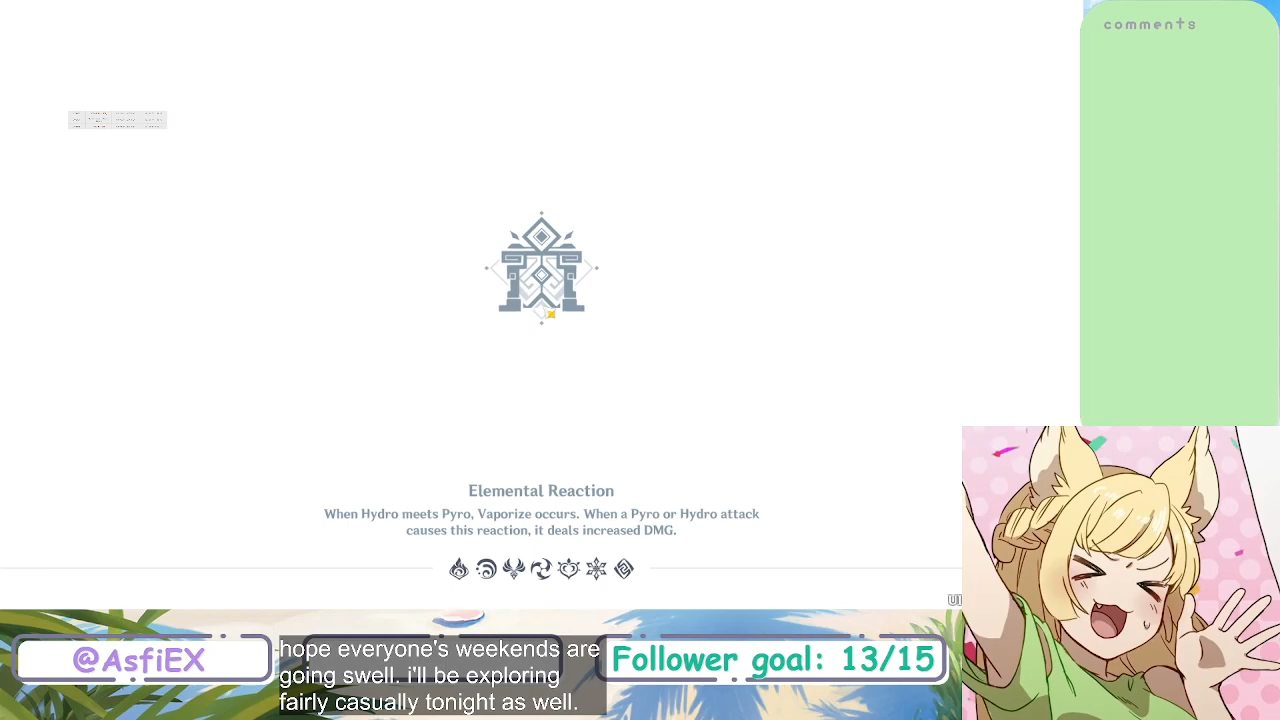 comments
Elemental Reaction
When Hydro meets Pyro, Vaporize occurs. When a Pyro or Hydro attack
causes this reaction, it deals increased DMG.
@AsfiEX
hope everyone's weekends are
going swell. i'll be exploring
fairly casually tonight as well.
Follower goal: 13/15